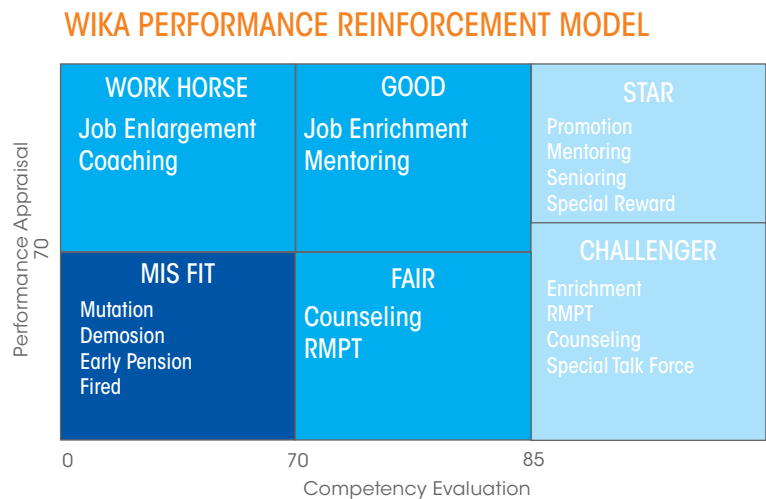 WIKA PERFORMANCE REINFORCEMENT MODEL
Performance Appraisal
70
WORK HORSE
Job Enlargement
Coaching
GOOD
Job Enrichment
Mentoring
STAR
Promotion
Mentoring
Senioring
Special Reward
MIS FIT
Mutation
Demosion
Early Pension
Fired
FAIR
Counseling
RMPT
CHALLENGER
Enrichment
RMPT
Counseling
Special Talk Force
0
70
85
Competency Evaluation